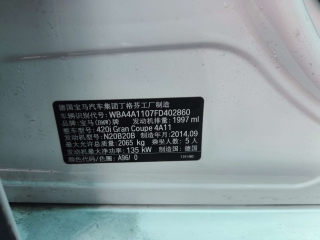 德国宝马汽车集团丁格芬工厂制造
车辆识别代号: WBA4A1107FD402860
品牌: 宝马(BMW)牌 发动机排量: 1997 ml
整车型号: 420i Gran Coupe 4A11
发动机型号: N20B20B 制造年月: 2014.09
最大允许总质量: 2065 kg 乘坐人数: 5 人
发动机最大净功率: 135 kW 制造国: 德国
颜色代码/色膓: A96/ 0